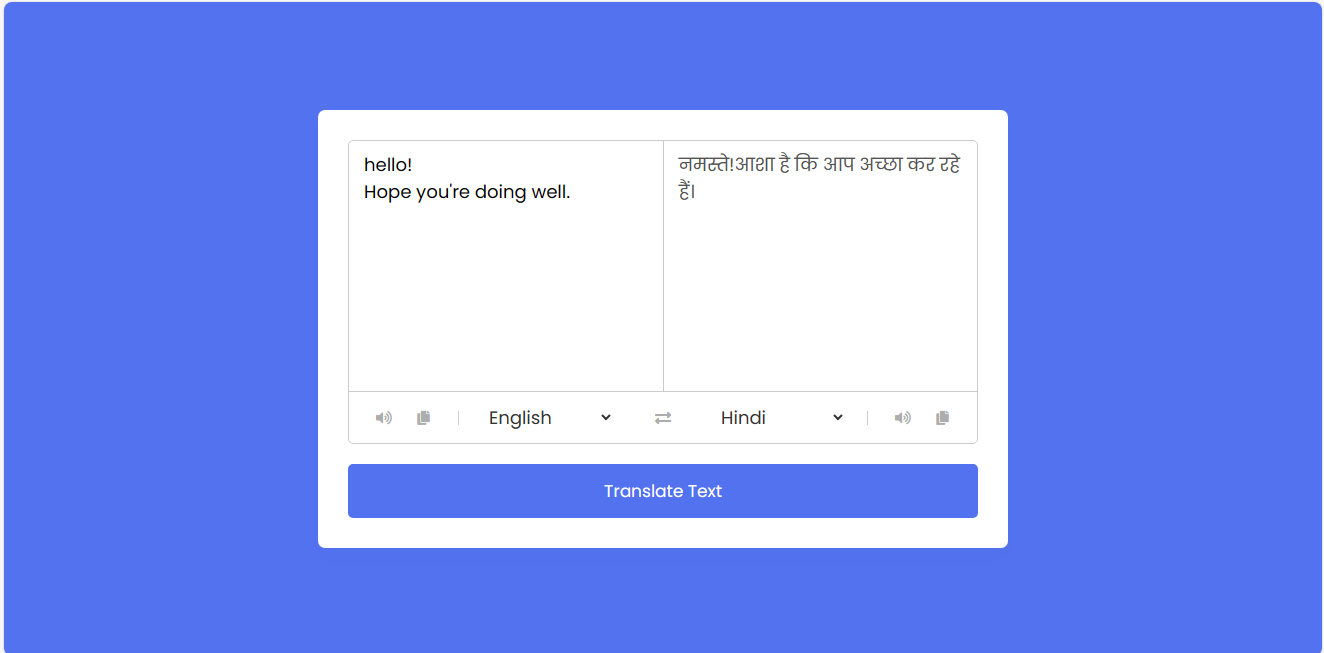 hello!
Hope you're doing well.
नमस्ते!आशा है कि आप अच्छा कर रहे
हैं।
English
Hindi
Translate Text